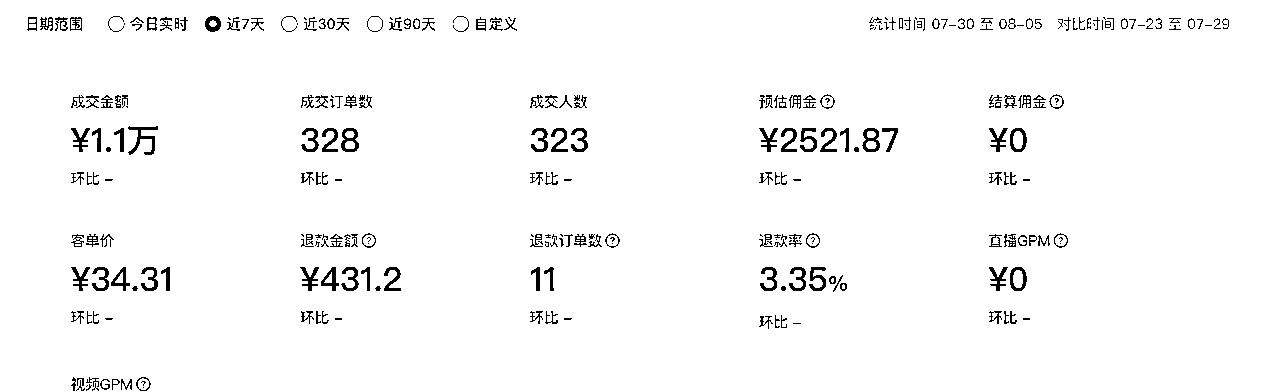 日期范围 今日实时 近7天 近30天 近90天 自定义 统计时间 07-30 至 08-05 对比时间 07-23 至 07-29
成交金额 成交订单数 成交人数 预估佣金? 结算佣金?
¥1.1万 328 323 ¥2521.87 ¥0
环比 – 环比 – 环比 – 环比 – 环比 –
客单价 退款金额? 退款订单数? 退款率? 直播GPM?
¥34.31 ¥431.2 11 3.35% ¥0
环比 – 环比 – 环比 – 环比 – 环比 –
视频GPM?